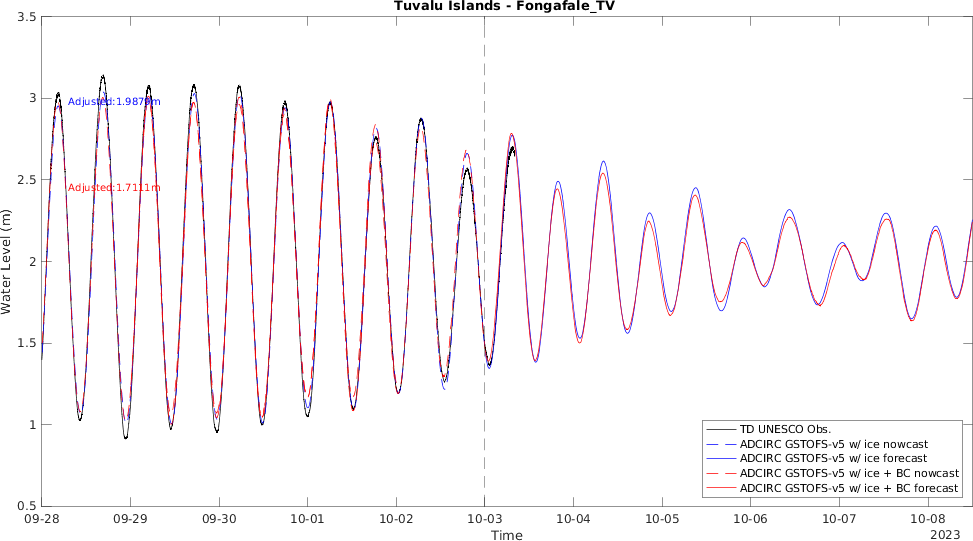 Tuvalu Islands - Fongafale_TV
3.5
3
2.5
2
1.5
1
0.5
Water Level (m)
Adjusted:1.9879m
Adjusted:1.7111m
TD UNESCO Obs.
ADCIRC GSTOFS-v5 w/ ice nowcast
ADCIRC GSTOFS-v5 w/ ice forecast
ADCIRC GSTOFS-v5 w/ ice + BC nowcast
ADCIRC GSTOFS-v5 w/ ice + BC forecast
09-28 09-29 09-30 10-01 10-02 10-03 10-04 10-05 10-06 10-07 10-08
Time
2023